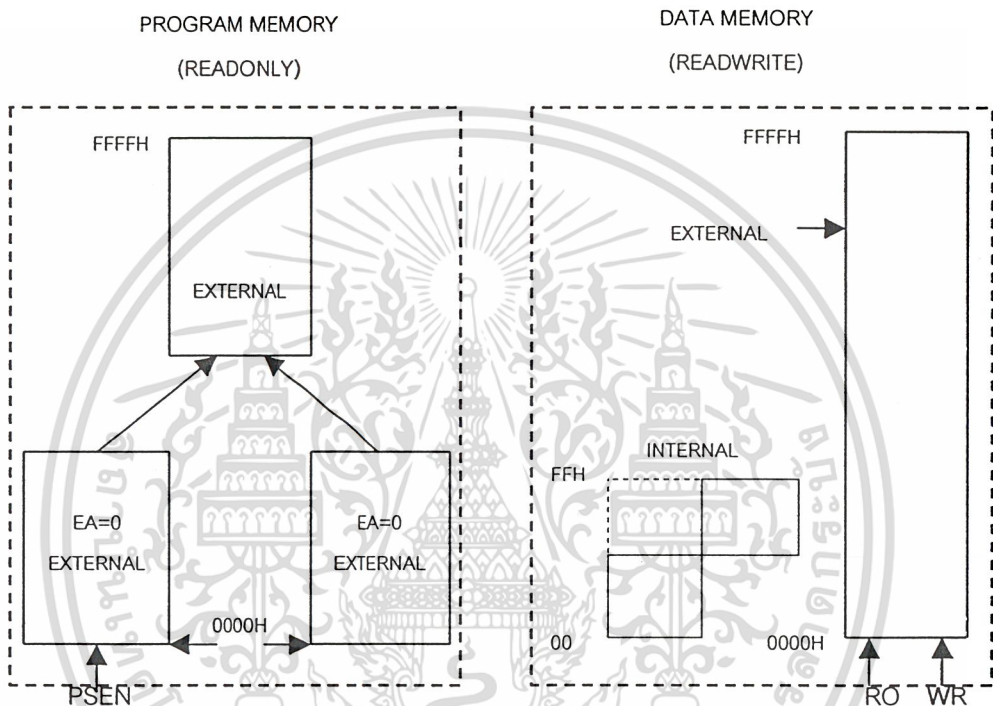 PROGRAM MEMORY
(READONLY)
FFFFH
EXTERNAL
EA=0
EXTERNAL
EA=0
EXTERNAL
0000H
PSEN
DATA MEMORY
(READWRITE)
FFFFH
EXTERNAL
INTERNAL
FFH
00
0000H
RO
WR